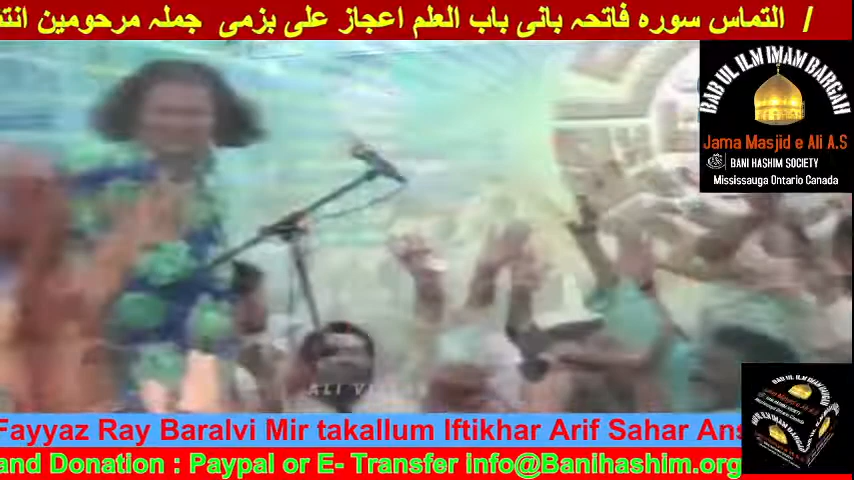 / التماس سورہ فاتحہ بانی باب العلم اعجاز علی بزمی جملہ مرحومین
BAB UL ILM IMAM BARGAH
Jama Masjid e Ali A.S
BANI HASHIM SOCIETY
Mississauga Ontario Canada
ALI
Fayyaz Ray Baralvi Mir takallum Iftikhar Arif Sahar
and Donation : Paypal or E- Transfer info@Banihashim.org